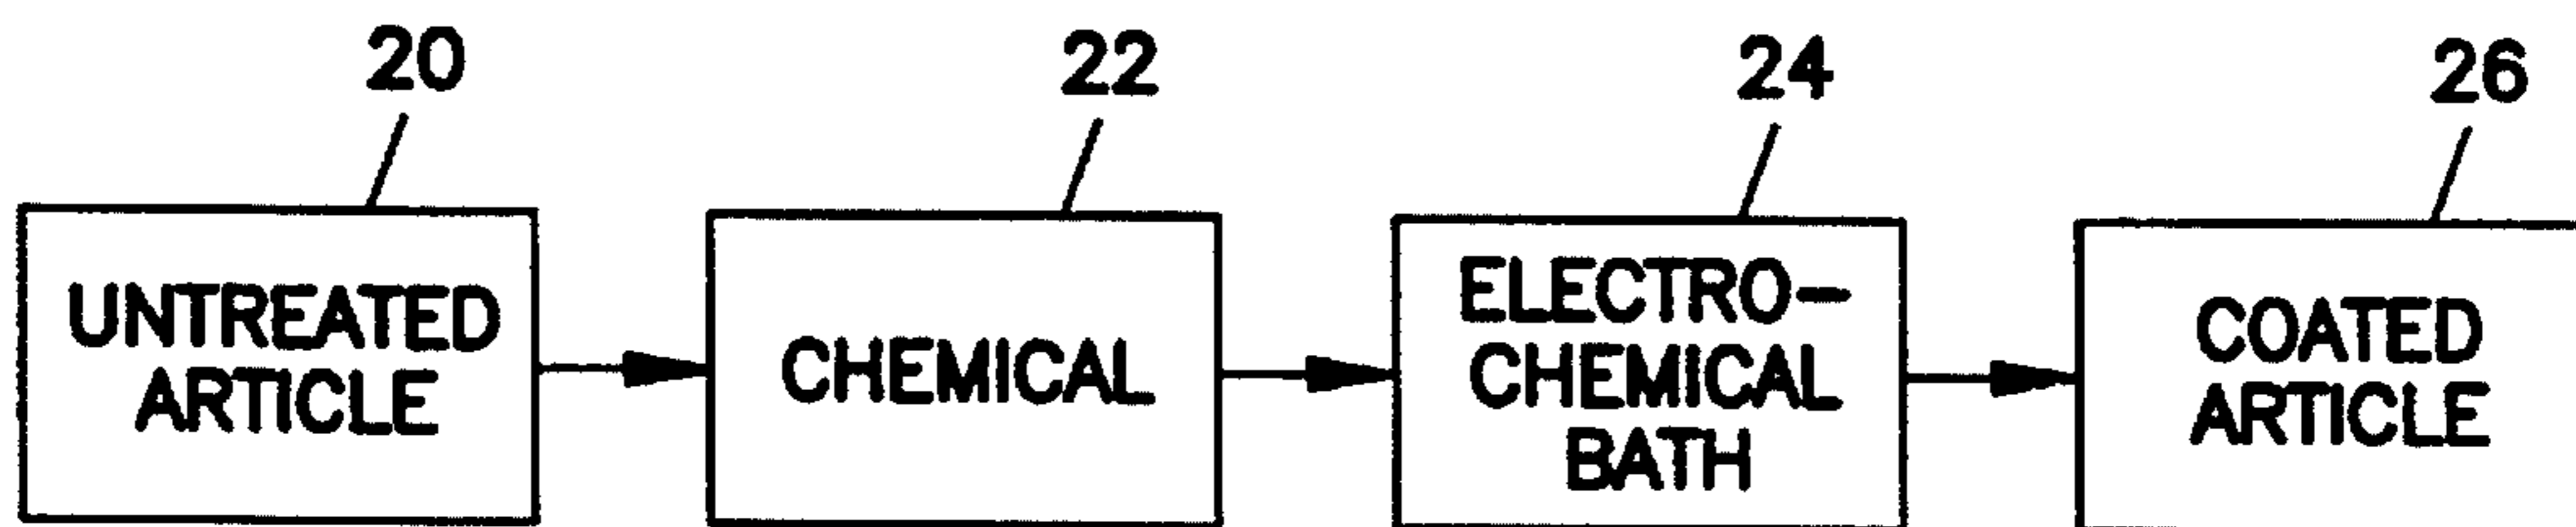 20
22
24
26
UNTREATED
ARTICLE
CHEMICAL
ELECTRO-
CHEMICAL
BATH
COATED
ARTICLE